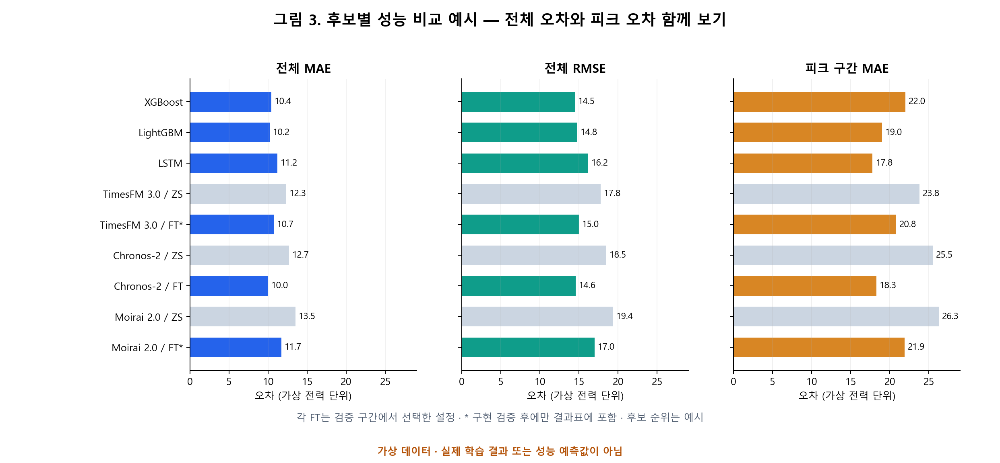 그림 3. 후보별 성능 비교 예시 — 전체 오차와 피크 오차 함께 보기
전체 MAE
XGBoost
10.4
LightGBM
10.2
LSTM
11.2
TimesFM 3.0 / ZS
12.3
TimesFM 3.0 / FT*
10.7
Chronos-2 / ZS
12.7
Chronos-2 / FT
10.0
Moirai 2.0 / ZS
13.5
Moirai 2.0 / FT*
11.7
0 5 10 15 20 25
오차 (가상 전력 단위)
전체 RMSE
14.5
14.8
16.2
17.8
15.0
18.5
14.6
19.4
17.0
0 5 10 15 20 25
오차 (가상 전력 단위)
피크 구간 MAE
22.0
19.0
17.8
23.8
20.8
25.5
18.3
26.3
21.9
0 5 10 15 20 25
오차 (가상 전력 단위)
각 FT는 검증 구간에서 선택한 설정 · * 구현 검증 후에만 결과표에 포함 · 후보 순위는 예시
가상 데이터 · 실제 학습 결과 또는 성능 예측값이 아님